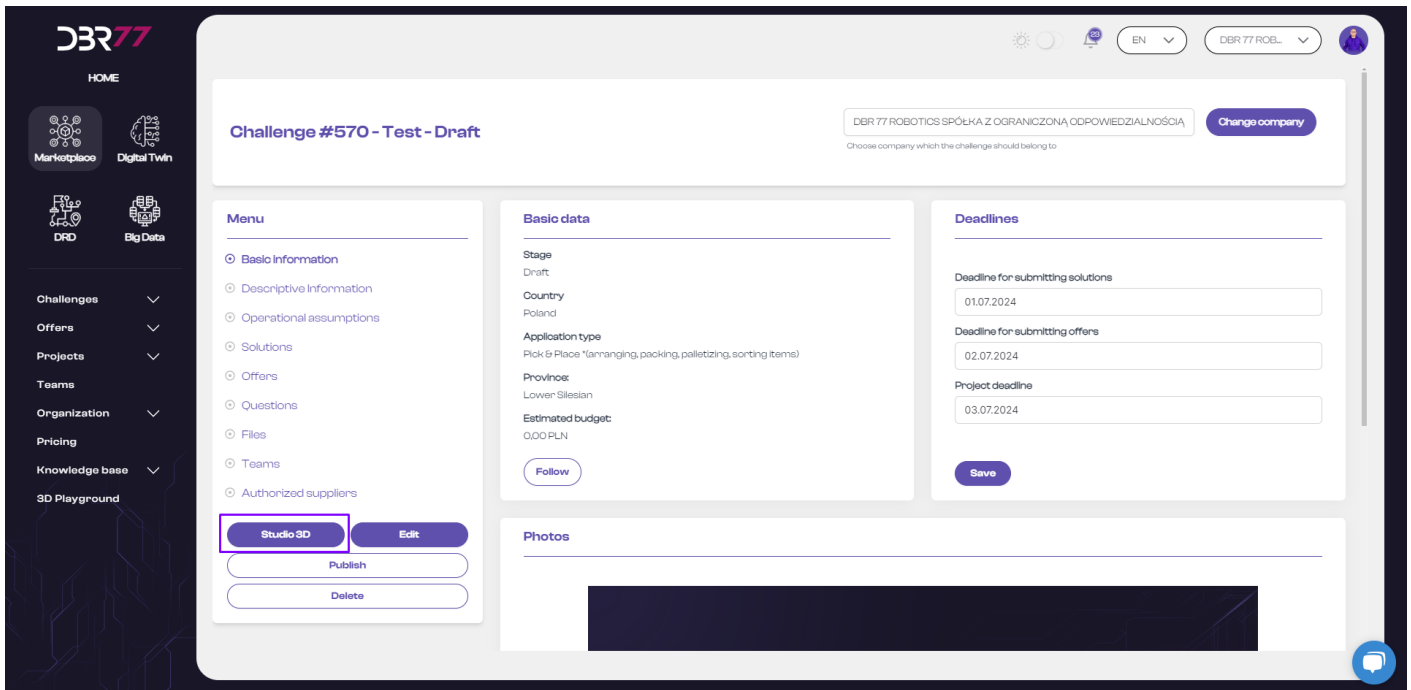 DBR77
HOME
Marketplace
Digital Twin
DRD
Big Data
Challenges
Offers
Projects
Teams
Organization
Pricing
Knowledge base
3D Playground
29
EN
DBR 77 ROB...
Challenge #570 - Test - Draft
DBR 77 ROBOTICS SPÓŁKA Z OGRANICZONĄ ODPOWIEDZIALNOŚCIĄ
Change company
Choose company which the challenge should belong to
Menu
Basic information
Descriptive Information
Operational assumptions
Solutions
Offers
Questions
Files
Teams
Authorized suppliers
Studio 3D
Edit
Publish
Delete
Basic data
Stage
Draft
Country
Poland
Application type
Pick & Place *(arranging, packing, palletizing, sorting items)
Province:
Lower Silesian
Estimated budget:
0,00 PLN
Follow
Deadlines
Deadline for submitting solutions
01.07.2024
Deadline for submitting offers
02.07.2024
Project deadline
03.07.2024
Save
Photos